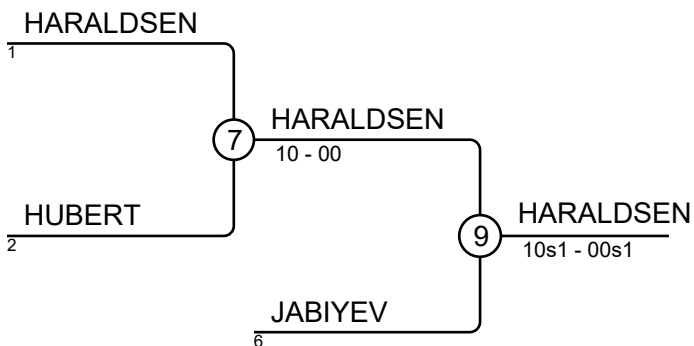 HARALDSEN
1
7
HARALDSEN
10 - 00
HUBERT
2
9
HARALDSEN
10s1 - 00s1
JABIYEV
6